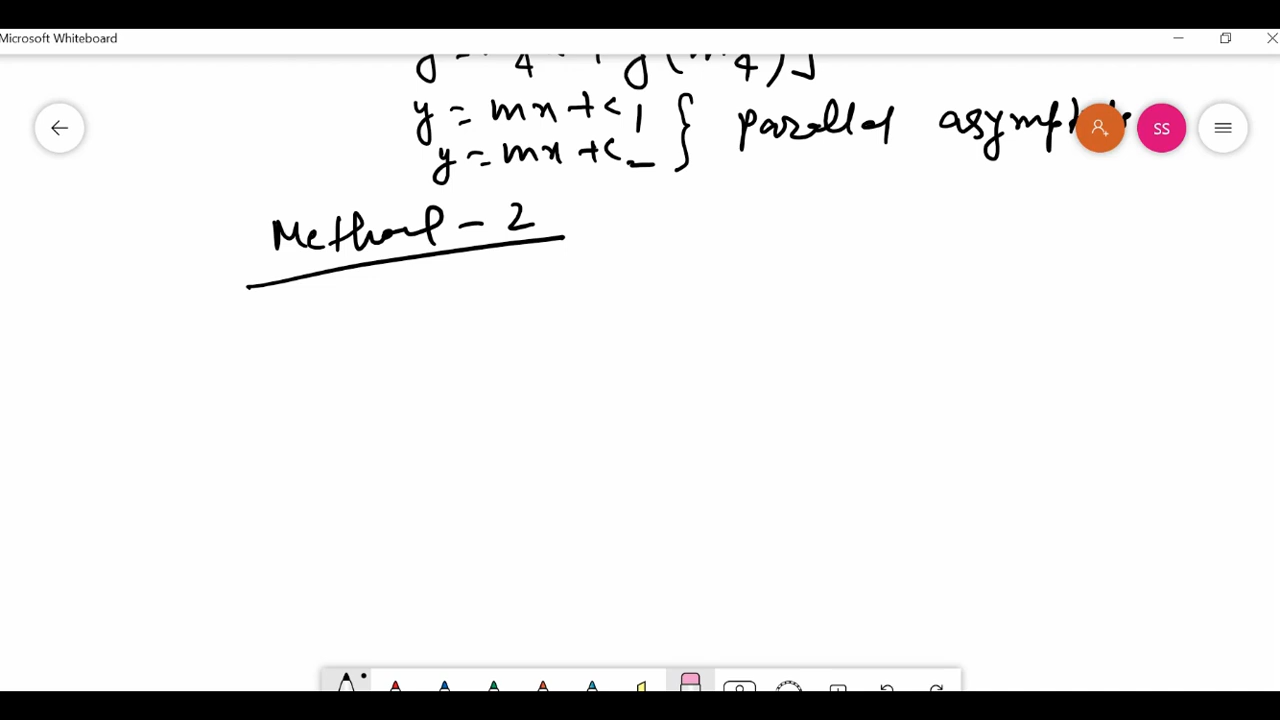 Microsoft Whiteboard
y = mx + c1 } parallel
y = mx + c2
SS
Method - 2